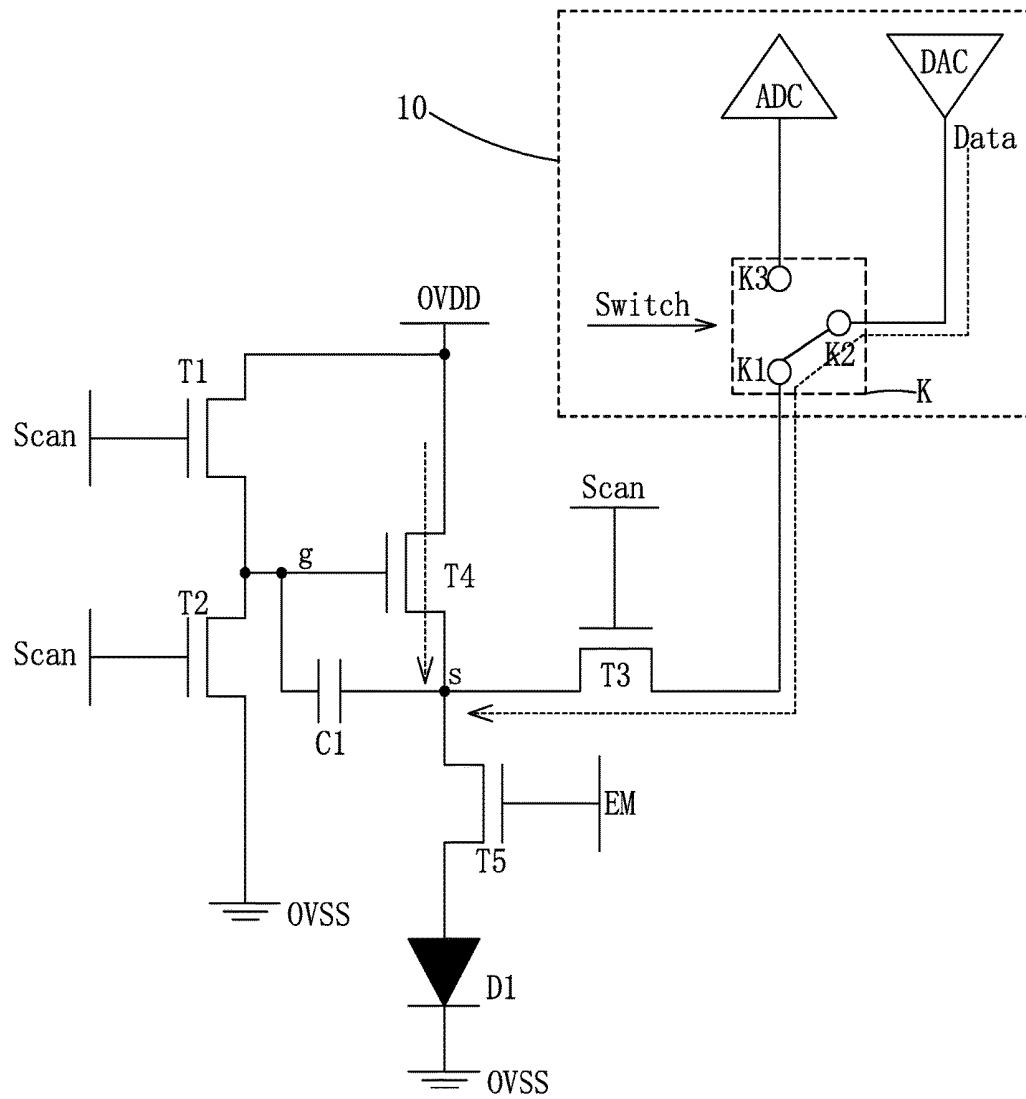 DAC
ADC
10
Data
K3
OVDD
Switch
K2
K1
T1
K
Scan
Scan
g
T4
T2
Scan
s
T3
C1
EM
T5
OVSS
D1
OVSS